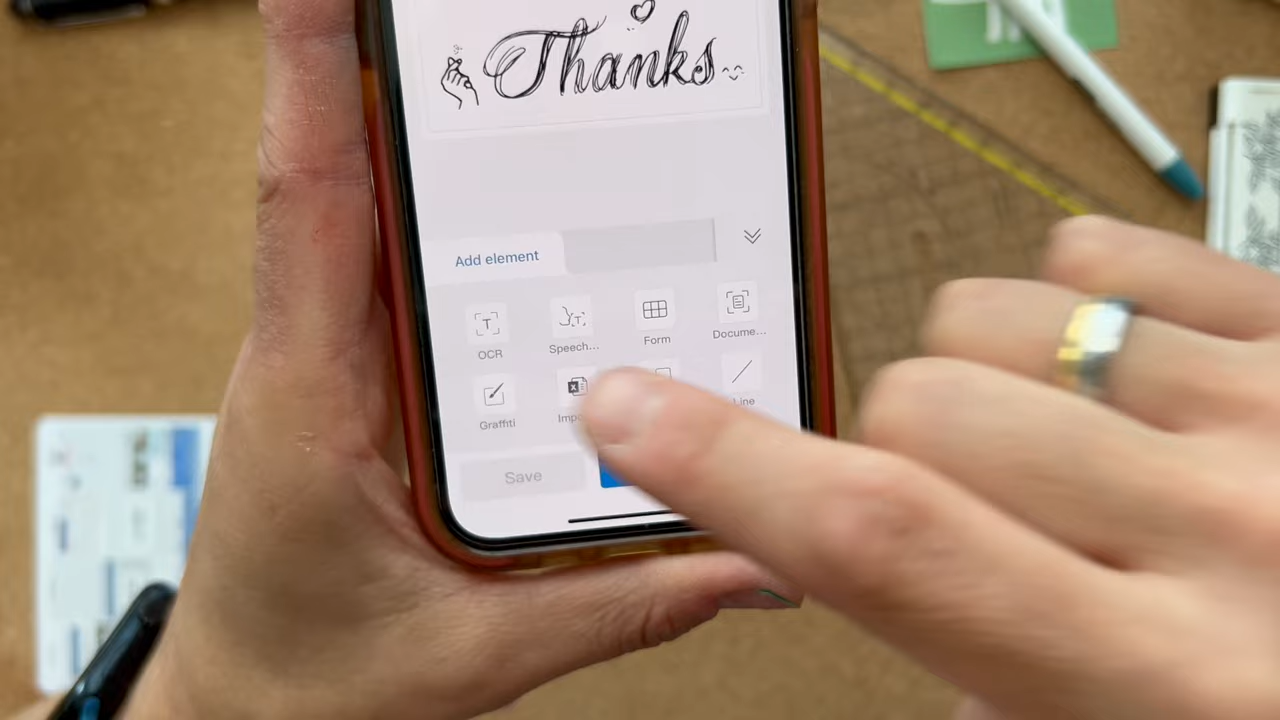 Thanks
Add element
OCR
Speech...
Form
Docume...
Graffiti
Line
Save